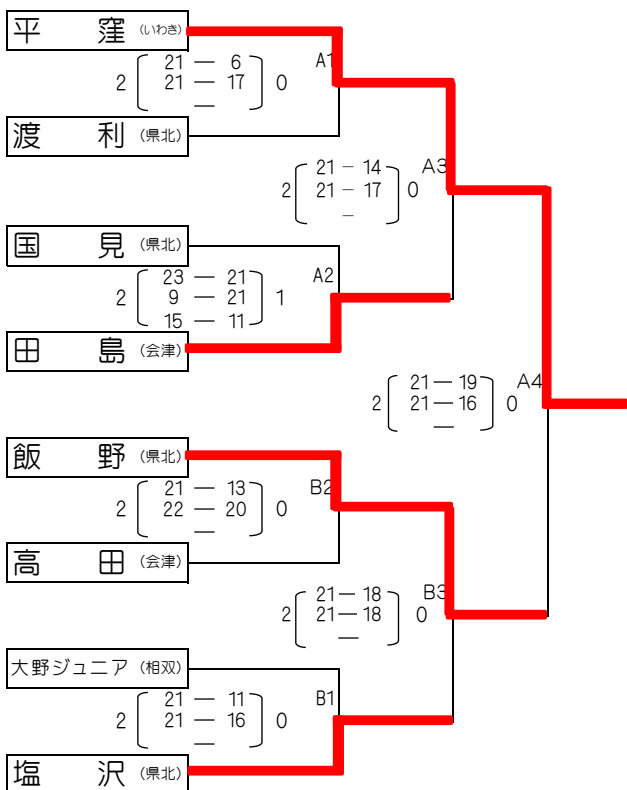 平 窪 (いわき)
A1
2 21 — 6 0
21 — 17
—
渡 利 (県北)
A3
2 21 - 14 0
21 - 17
-
国 見 (県北)
A2
2 23 — 21 1
9 — 21
15 — 11
田 島 (会津)
A4
2 21 — 19 0
21 — 16
—
飯 野 (県北)
B2
2 21 — 13 0
22 — 20
—
高 田 (会津)
B3
2 21 — 18 0
21 — 18
—
大野ジュニア (相双)
B1
2 21 — 11 0
21 — 16
—
塩 沢 (県北)